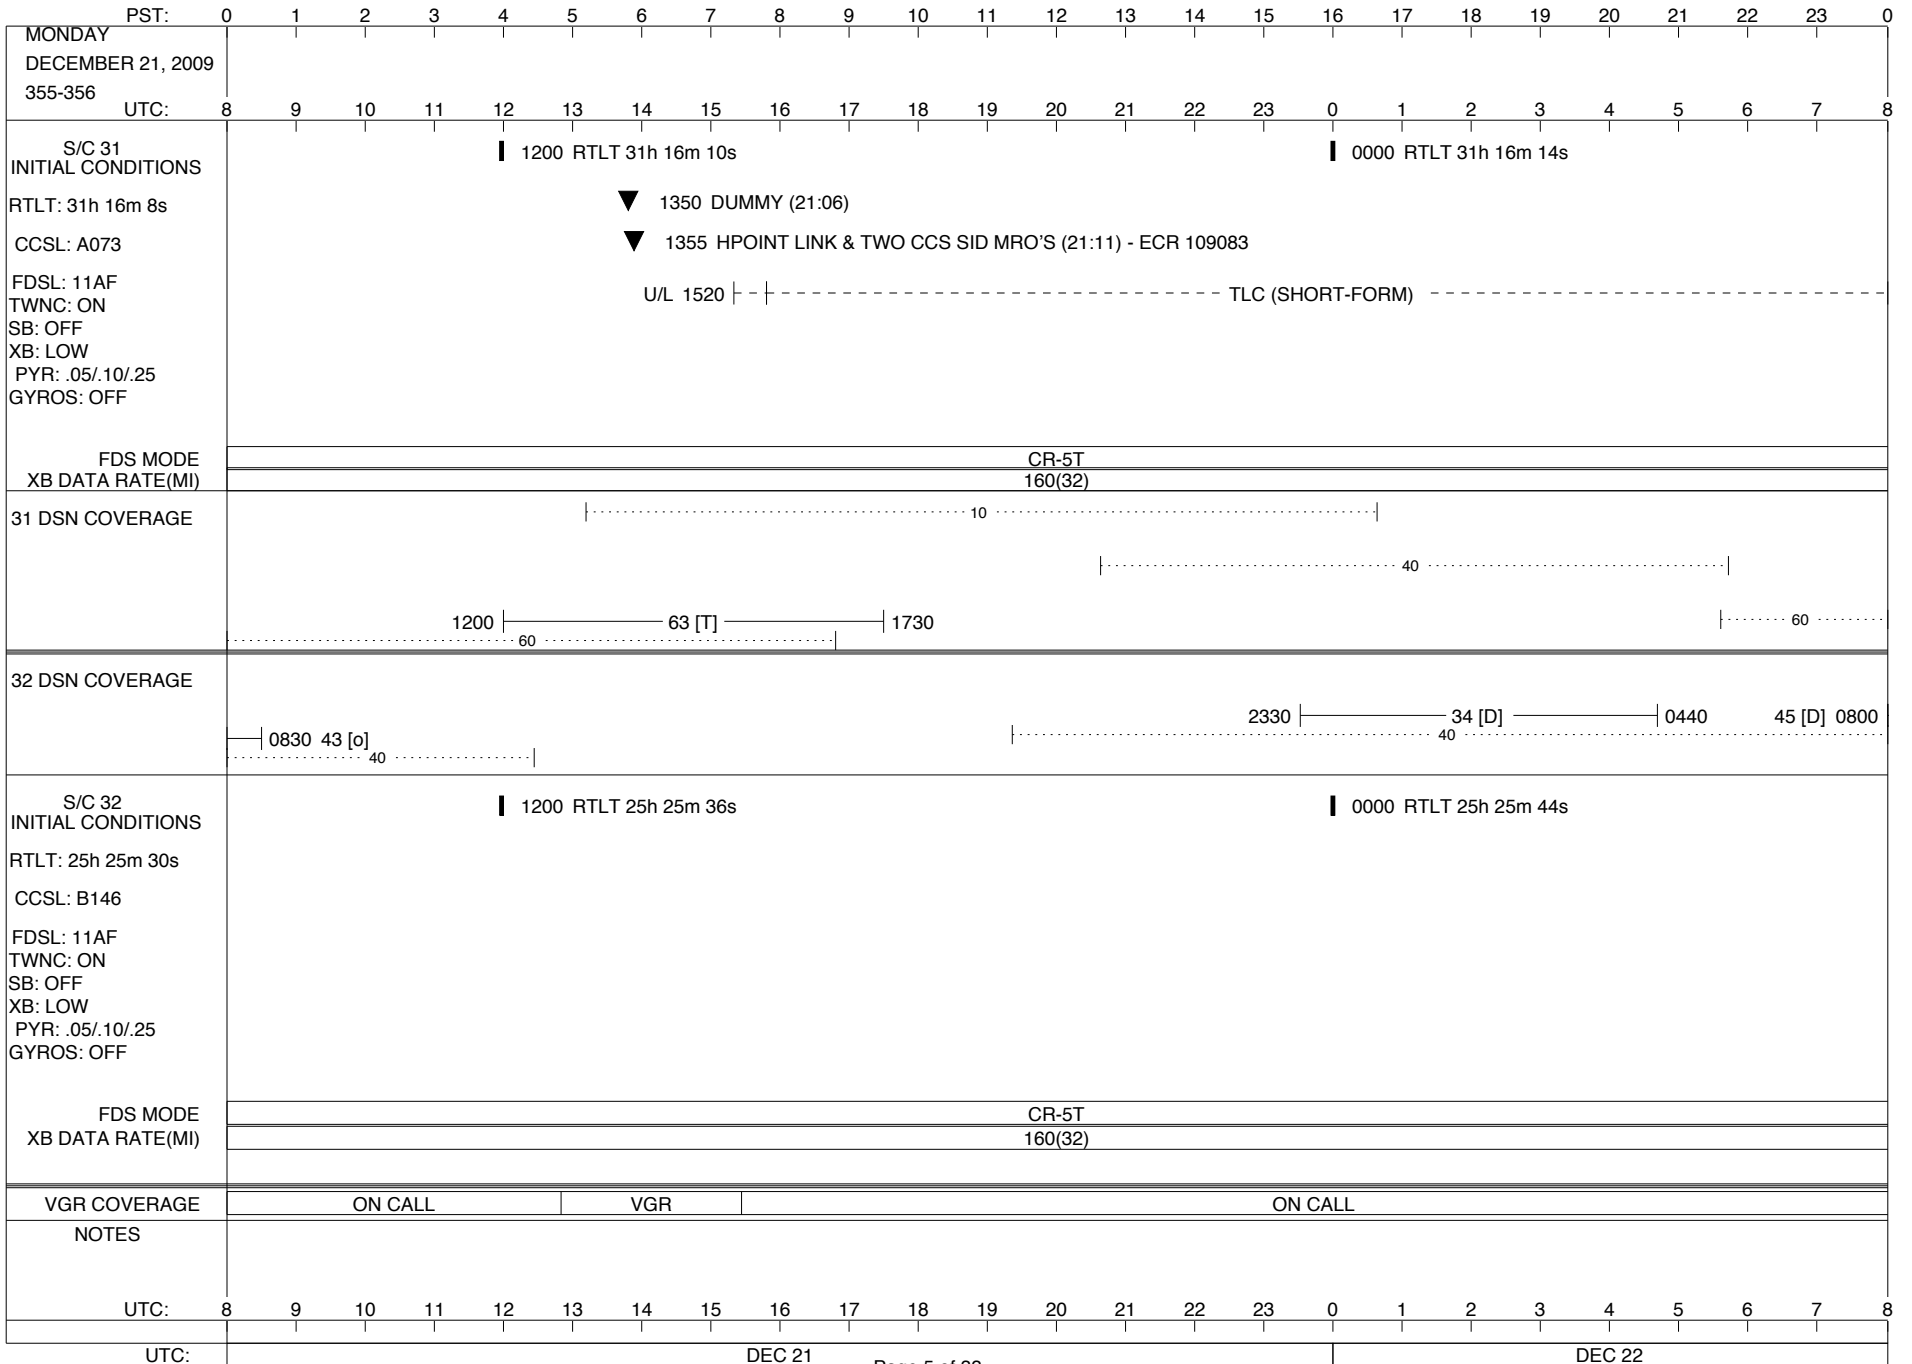 PST: 0 1 2 3 4 5 6 7 8 9 10 11 12 13 14 15 16 17 18 19 20 21 22 23 0
MONDAY
DECEMBER 21, 2009
355-356
UTC: 8 9 10 11 12 13 14 15 16 17 18 19 20 21 22 23 0 1 2 3 4 5 6 7 8
S/C 31
INITIAL CONDITIONS
1200 RTLT 31h 16m 10s
0000 RTLT 31h 16m 14s
RTLT: 31h 16m 8s
1350 DUMMY (21:06)
CCSL: A073
1355 HPOINT LINK & TWO CCS SID MRO'S (21:11) - ECR 109083
FDSL: 11AF
U/L 1520
TLC (SHORT-FORM)
TWNC: ON
SB: OFF
XB: LOW
PYR: .05/.10/.25
GYROS: OFF
FDS MODE CR-5T
XB DATA RATE(MI) 160(32)
31 DSN COVERAGE
10
40
1200 63 [T] 1730
60
60
32 DSN COVERAGE
2330 34 [D] 0440 45 [D] 0800
40
0830 43 [o]
40
S/C 32
INITIAL CONDITIONS
1200 RTLT 25h 25m 36s
0000 RTLT 25h 25m 44s
RTLT: 25h 25m 30s
CCSL: B146
FDSL: 11AF
TWNC: ON
SB: OFF
XB: LOW
PYR: .05/.10/.25
GYROS: OFF
FDS MODE CR-5T
XB DATA RATE(MI) 160(32)
VGR COVERAGE ON CALL VGR ON CALL
NOTES
UTC: 8 9 10 11 12 13 14 15 16 17 18 19 20 21 22 23 0 1 2 3 4 5 6 7 8
UTC: DEC 21 DEC 22
Page 5 of